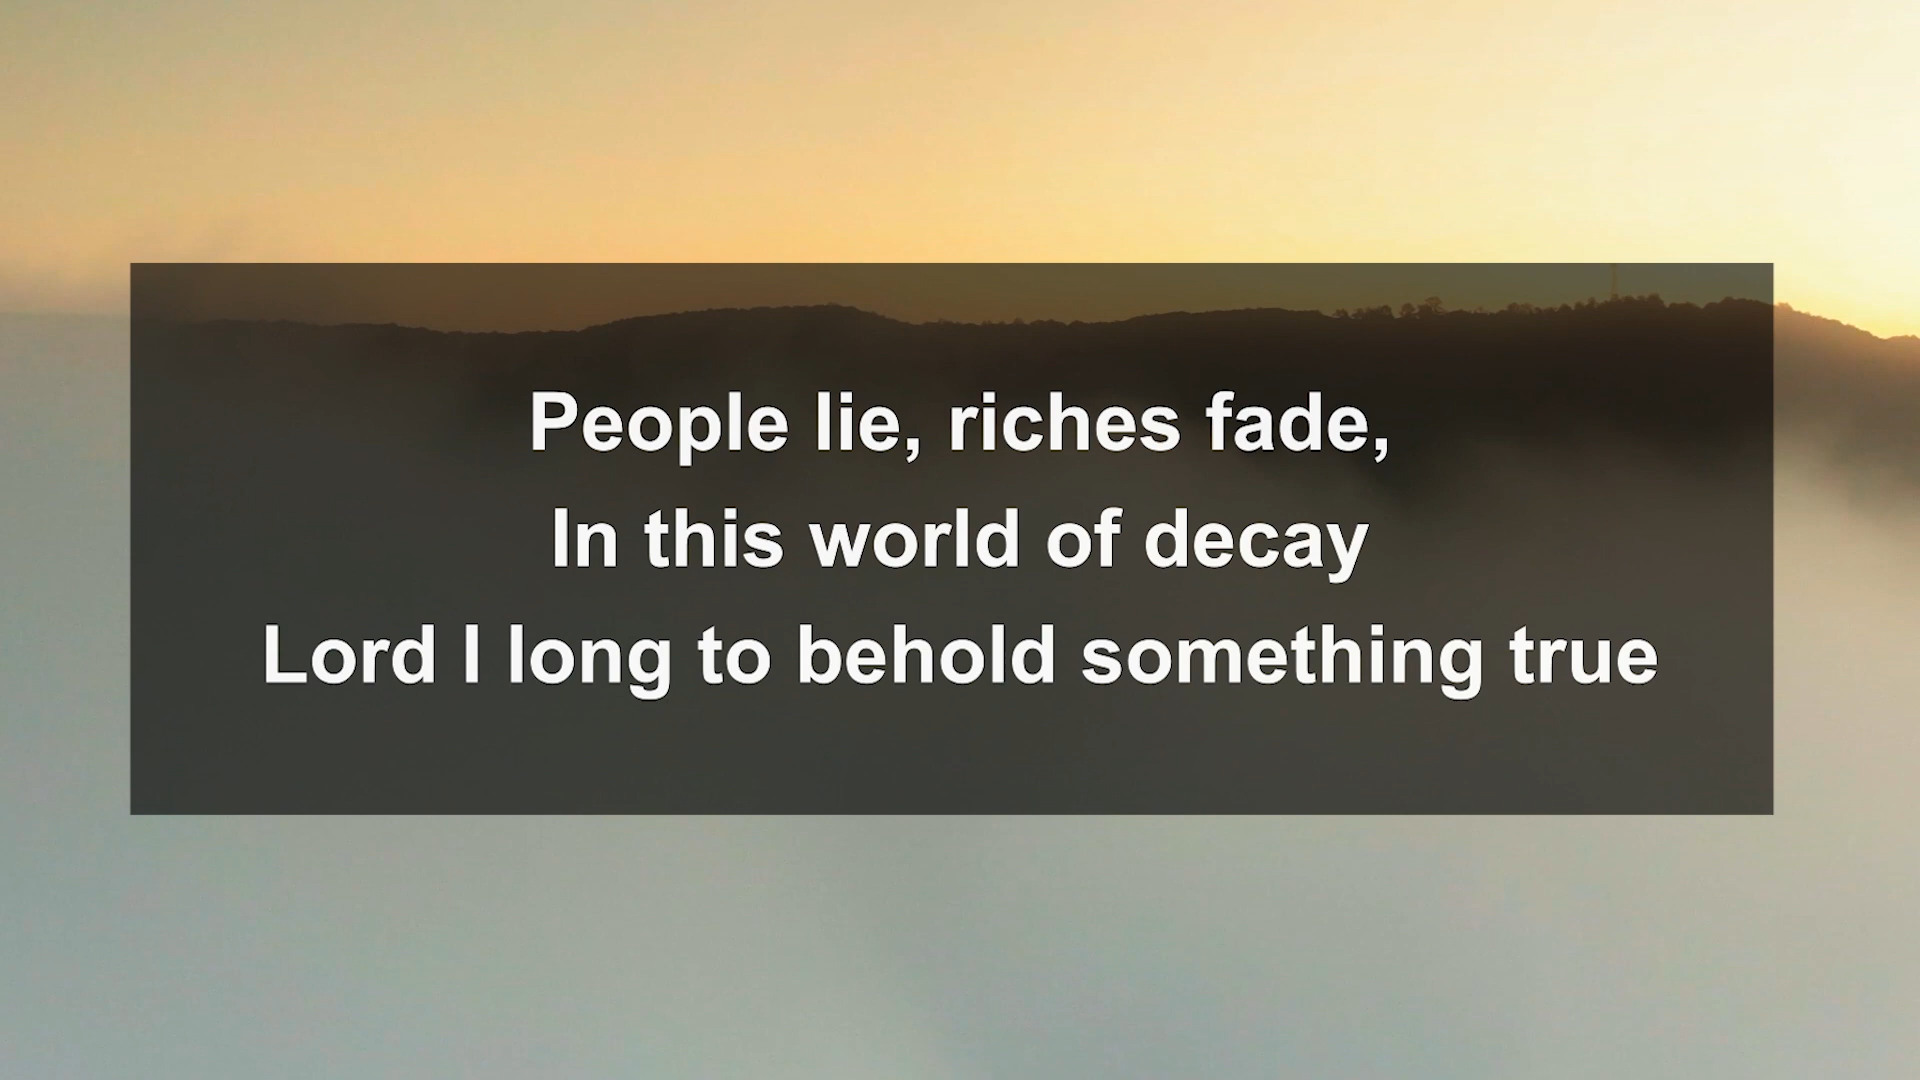 People lie, riches fade,
In this world of decay
Lord I long to behold something true